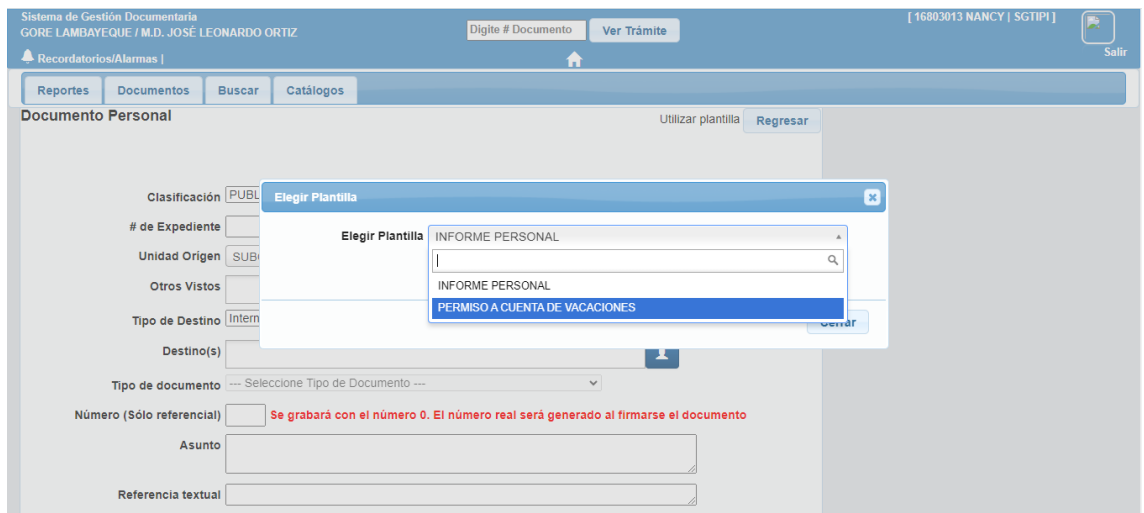 Sistema de Gestión Documentaria
GORE LAMBAYEQUE / M.D. JOSÉ LEONARDO ORTIZ
Digite # Documento
Ver Trámite
[ 16803013 NANCY | SGTIPI ]
Salir
Recordatorios/Alarmas |
Reportes
Documentos
Buscar
Catálogos
Documento Personal
Utilizar plantilla
Regresar
Clasificación
PUBL
Elegir Plantilla
# de Expediente
Elegir Plantilla
INFORME PERSONAL
Unidad Orígen
INFORME PERSONAL
Otros Vistos
PERMISO A CUENTA DE VACACIONES
Tipo de Destino
Intern
Cerrar
Destino(s)
Tipo de documento
--- Seleccione Tipo de Documento ---
Número (Sólo referencial)
Se grabará con el número 0. El número real será generado al firmarse el documento
Asunto
Referencia textual